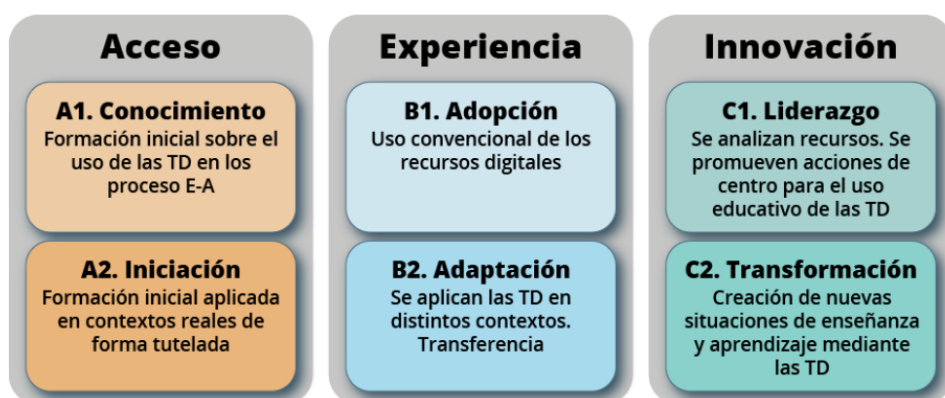 Acceso
A1. Conocimiento
Formación inicial sobre el
uso de las TD en los
proceso E-A
A2. Iniciación
Formación inicial aplicada
en contextos reales de
forma tutelada
Experiencia
B1. Adopción
Uso convencional de los
recursos digitales
B2. Adaptación
Se aplican las TD en
distintos contextos.
Transferencia
Innovación
C1. Liderazgo
Se analizan recursos. Se
promueven acciones de
centro para el uso
educativo de las TD
C2. Transformación
Creación de nuevas
situaciones de enseñanza
y aprendizaje mediante
las TD